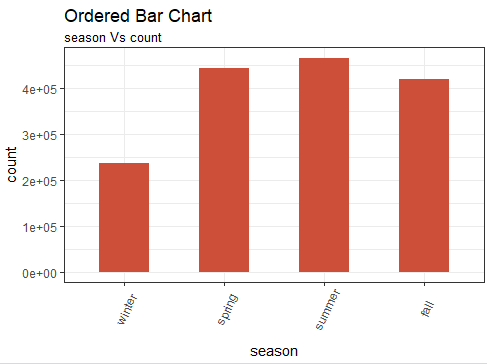 Ordered Bar Chart
season Vs count
4e+05
3e+05
2e+05
1e+05
0e+00
count
winter
spring
summer
fall
season